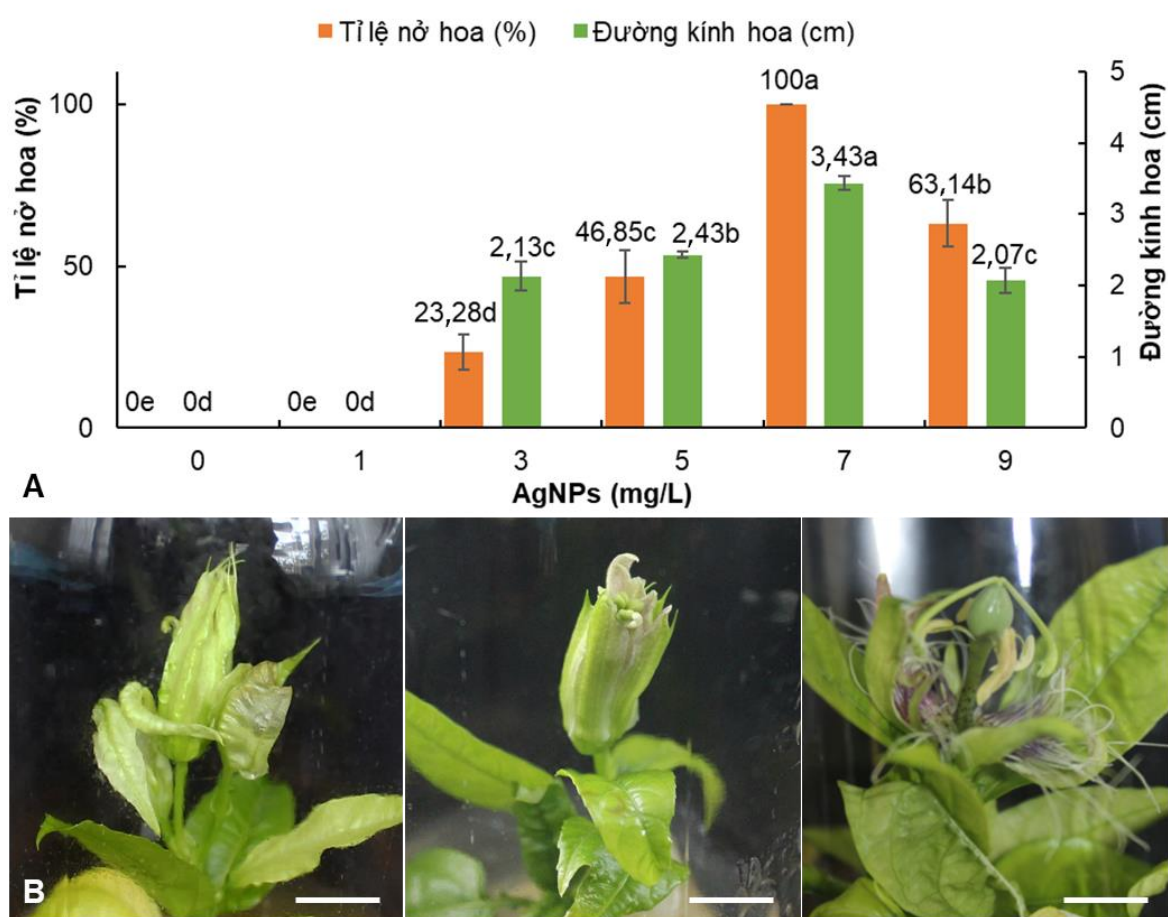 Tỉ lệ nở hoa (%) Đường kính hoa (cm)
Tỉ lệ nở hoa (%)
100
50
0
0e 0d 0e 0d 23,28d 2,13c 46,85c 2,43b 100a 3,43a 63,14b 2,07c
5
4
3
2
1
0
Đường kính hoa (cm)
0 1 3 5 7 9
AgNPs (mg/L)
A
B